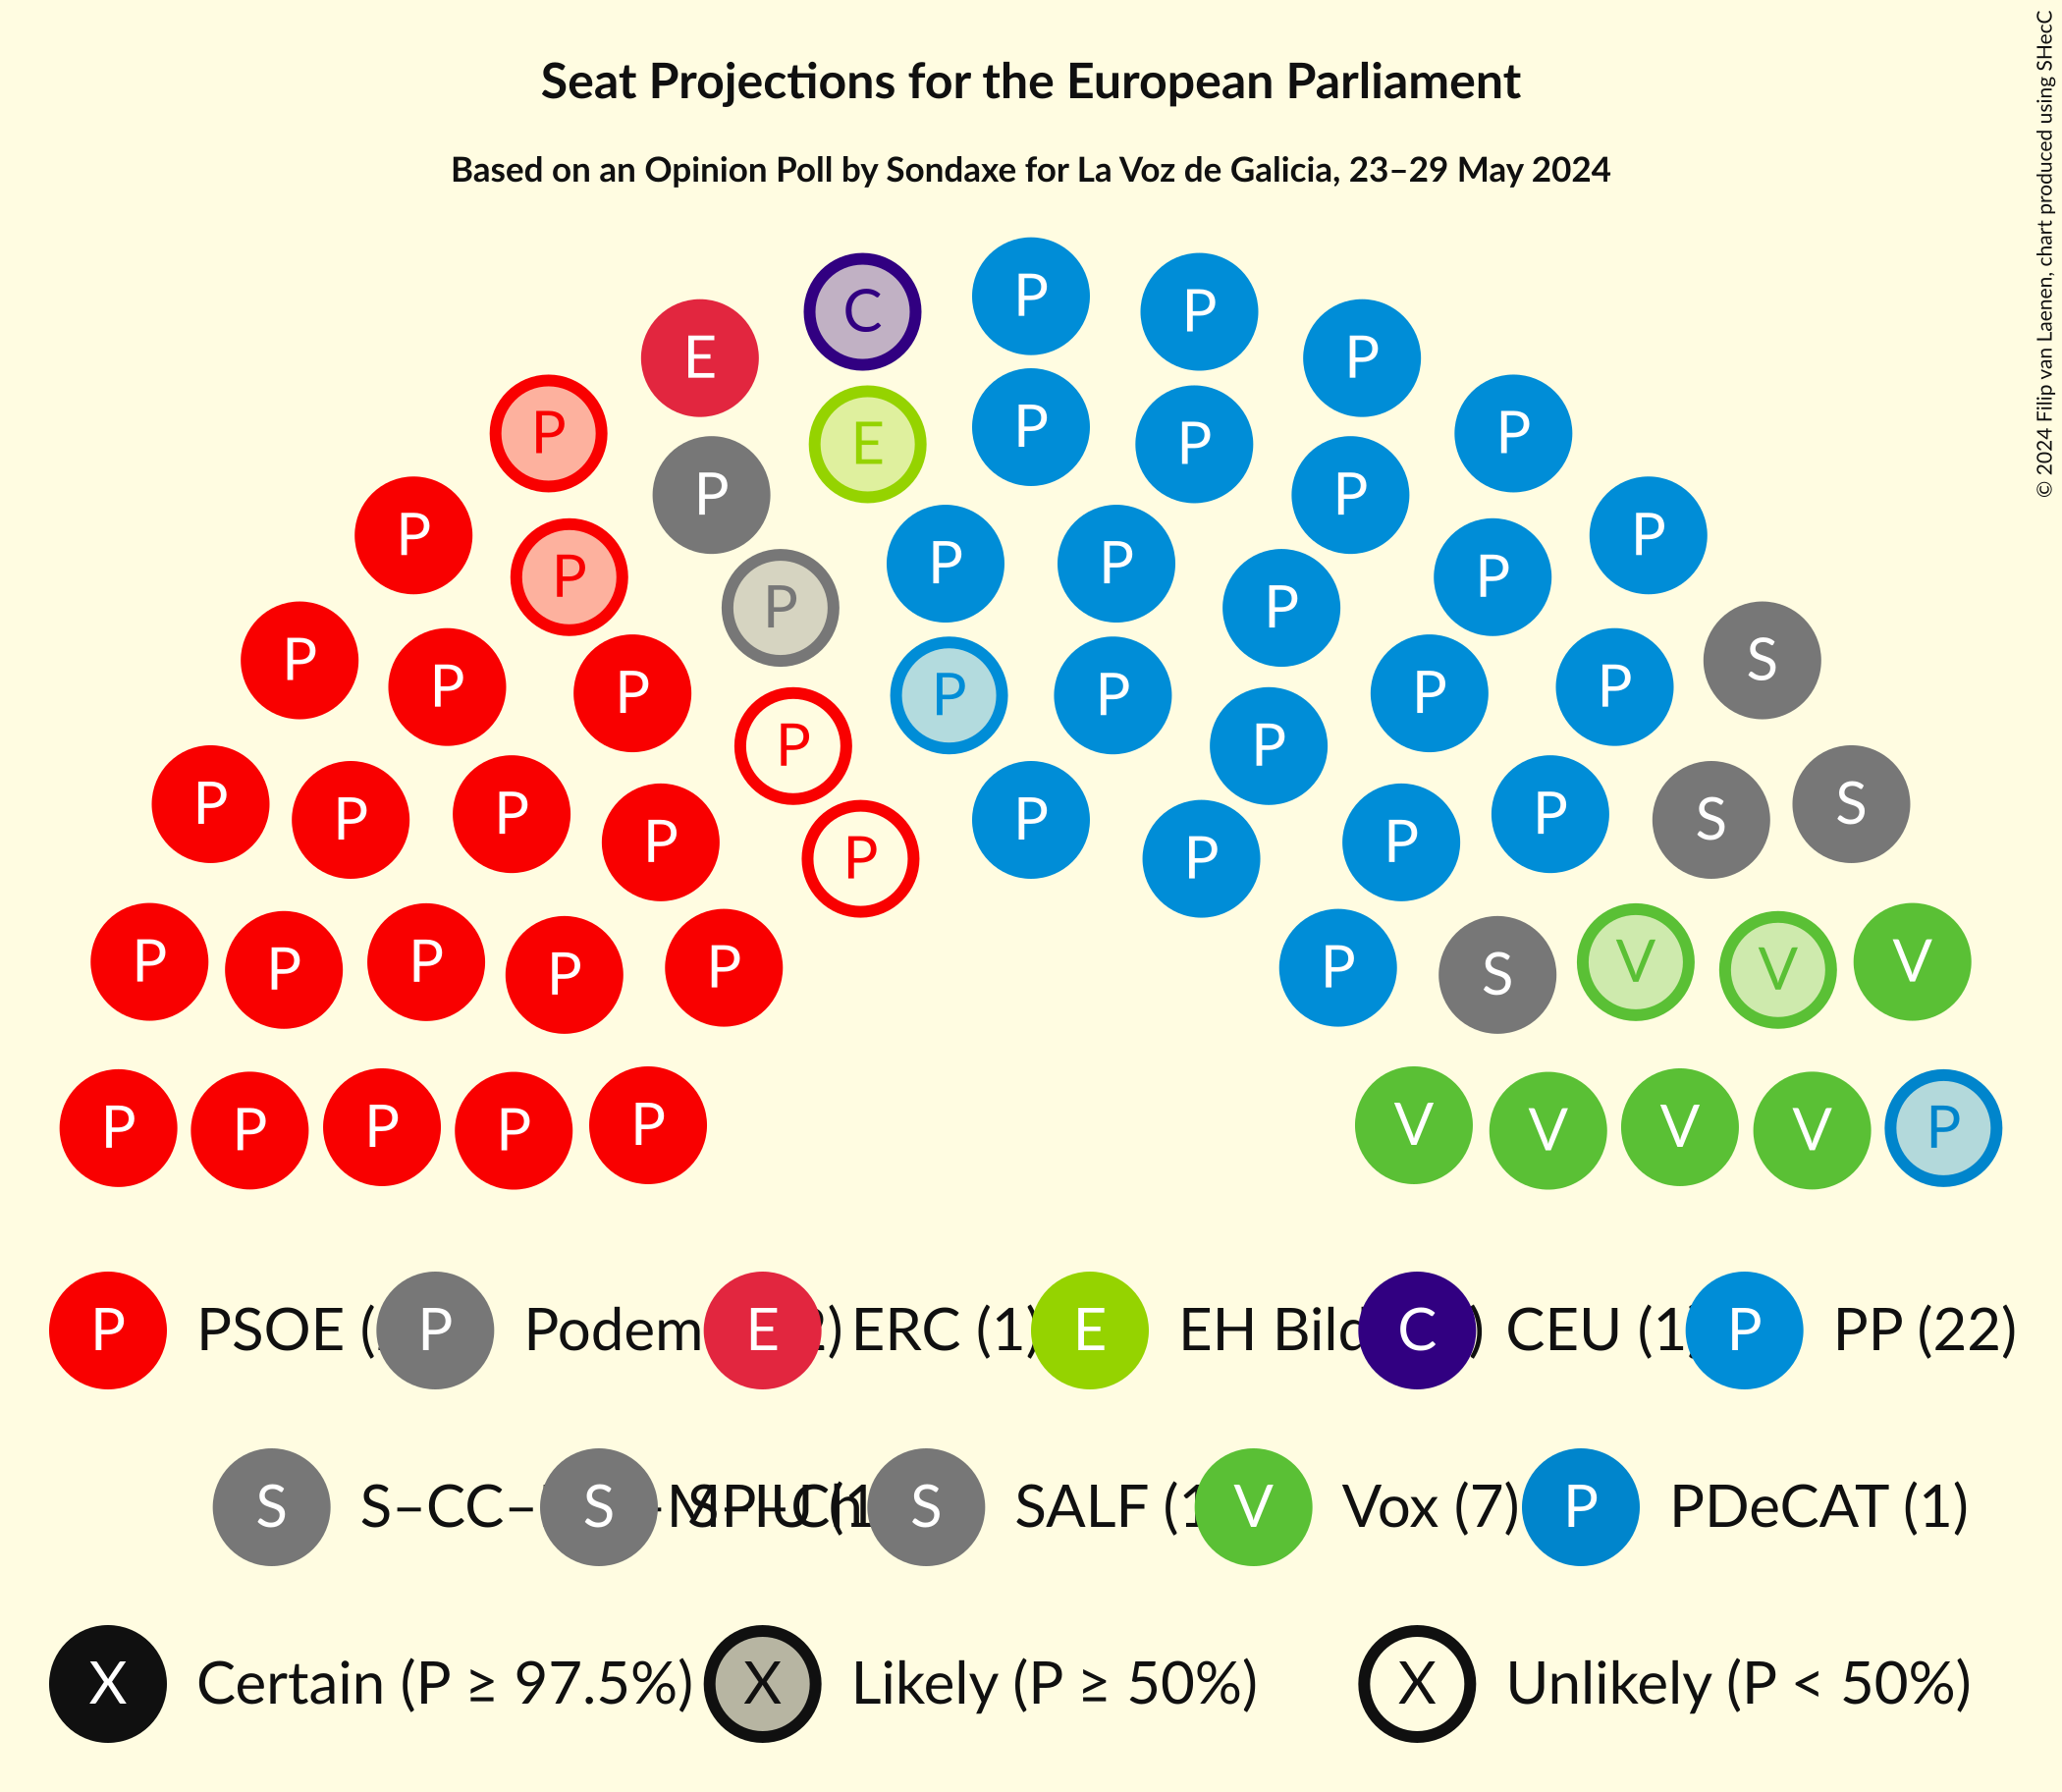 Seat Projections for the European Parliament
Based on an Opinion Poll by Sondaxe for La Voz de Galicia, 23–29 May 2024
© 2024 Filip van Laenen, chart produced using SHecC
C P P P
E P
P E P P P P
P P P P
P P P P P
P P P P P S
P P P P
P P P P P P S S
P P P P
P P P P P P S V V V
P P P P P V V V V P
P PSOE ( P Podem 2) E ERC (1) E EH Bild ) C CEU (1) P PP (22)
S S–CC– S S SALF (1 V Vox (7) P PDeCAT (1)
X Certain (P ≥ 97.5%) X Likely (P ≥ 50%) X Unlikely (P < 50%)